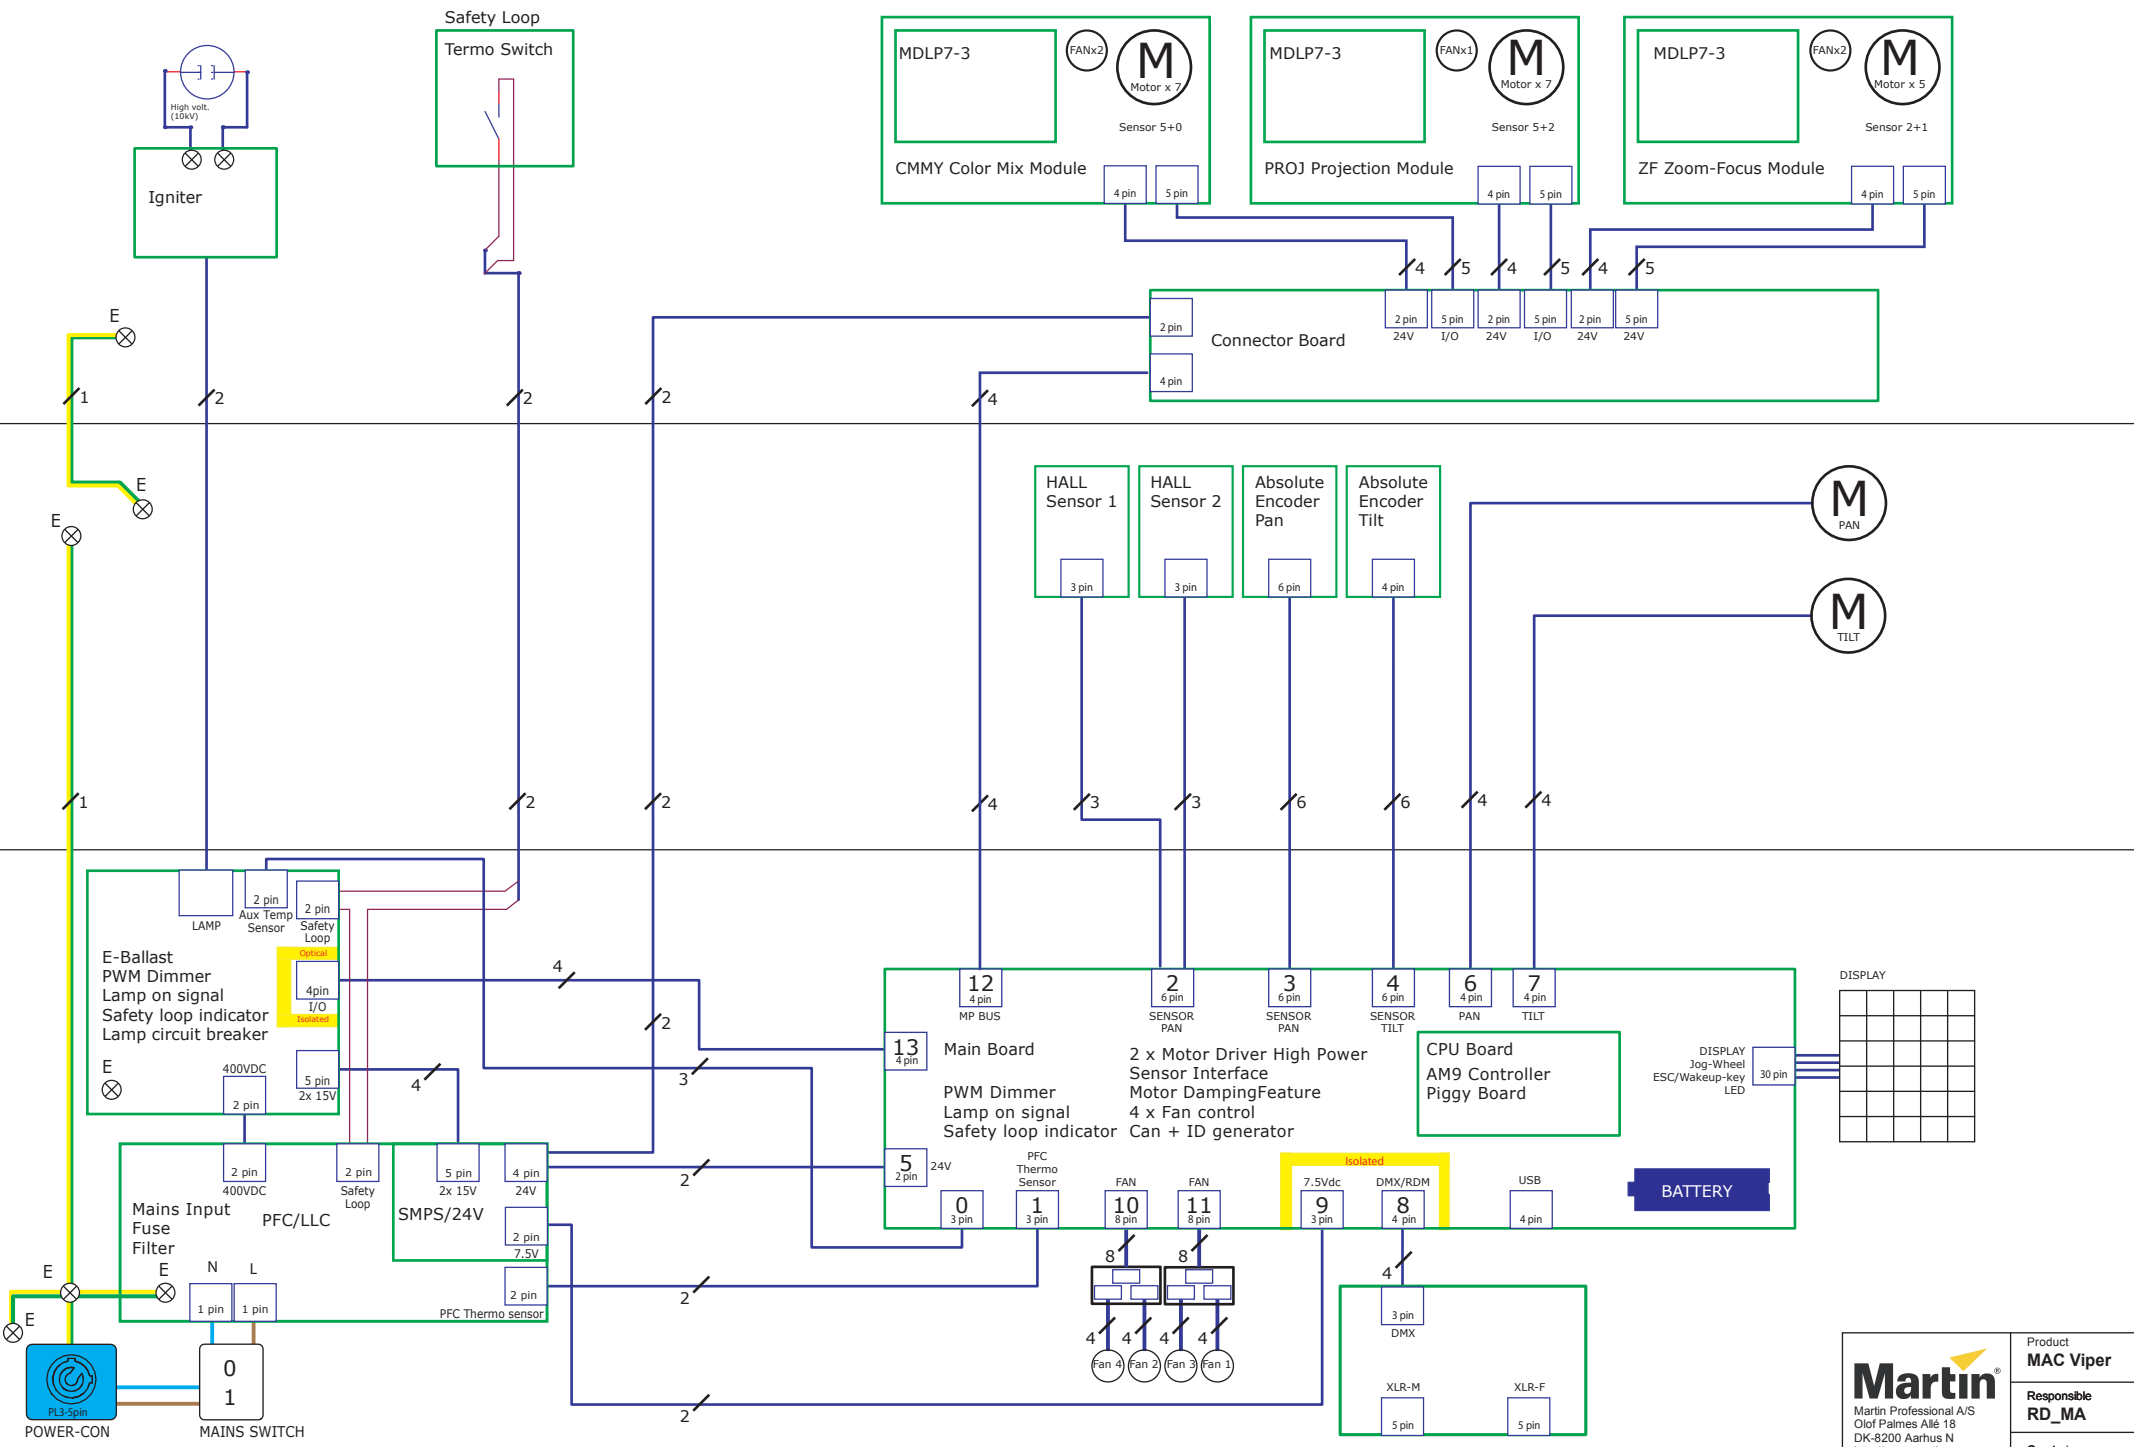 Safety Loop
Termo Switch
High volt.
(10kV)
Igniter
MDLP7-3
FANx2
M
Motor x 7
Sensor 5+0
CMMY Color Mix Module
4 pin
5 pin
MDLP7-3
FANx1
M
Motor x 7
Sensor 5+2
PROJ Projection Module
4 pin
5 pin
MDLP7-3
FANx2
M
Motor x 5
Sensor 2+1
ZF Zoom-Focus Module
4 pin
5 pin
4
5
4
5
4
5
2 pin
4 pin
Connector Board
2 pin
24V
5 pin
I/O
2 pin
24V
5 pin
I/O
2 pin
24V
5 pin
24V
E
1
2
2
2
4
E
E
HALL
Sensor 1
3 pin
HALL
Sensor 2
3 pin
Absolute
Encoder
Pan
6 pin
Absolute
Encoder
Tilt
4 pin
M
PAN
M
TILT
1
2
2
4
3
3
6
6
4
4
LAMP
2 pin
Aux Temp
Sensor
2 pin
Safety
Loop
E-Ballast
PWM Dimmer
Lamp on signal
Safety loop indicator
Lamp circuit breaker
Optical
4pin
I/O
Isolated
E
400VDC
2 pin
5 pin
2x 15V
4
2
3
4
2 pin
400VDC
2 pin
Safety
Loop
5 pin
2x 15V
4 pin
24V
Mains Input
Fuse
Filter
PFC/LLC
SMPS/24V
2 pin
7.5V
2 pin
PFC Thermo sensor
N
L
1 pin
1 pin
E
E
E
PL3-5pin
POWER-CON
0
1
MAINS SWITCH
2
2
2
12
4 pin
MP BUS
2
6 pin
SENSOR
PAN
3
6 pin
SENSOR
PAN
4
6 pin
SENSOR
TILT
6
4 pin
PAN
7
4 pin
TILT
13
4 pin
Main Board
PWM Dimmer
Lamp on signal
Safety loop indicator
2 x Motor Driver High Power
Sensor Interface
Motor DampingFeature
4 x Fan control
Can + ID generator
CPU Board
AM9 Controller
Piggy Board
DISPLAY
Jog-Wheel
ESC/Wakeup-key
LED
30 pin
DISPLAY
5
2 pin
24V
0
3 pin
PFC
Thermo
Sensor
1
3 pin
FAN
10
8 pin
FAN
11
8 pin
Isolated
7.5Vdc
9
3 pin
DMX/RDM
8
4 pin
USB
4 pin
BATTERY
8
8
4
4
4
4
Fan 4
Fan 2
Fan 3
Fan 1
4
3 pin
DMX
XLR-M
5 pin
XLR-F
5 pin
Martin®
Martin Professional A/S
Olof Palmes Allé 18
DK-8200 Aarhus N
Product
MAC Viper
Responsible
RD_MA